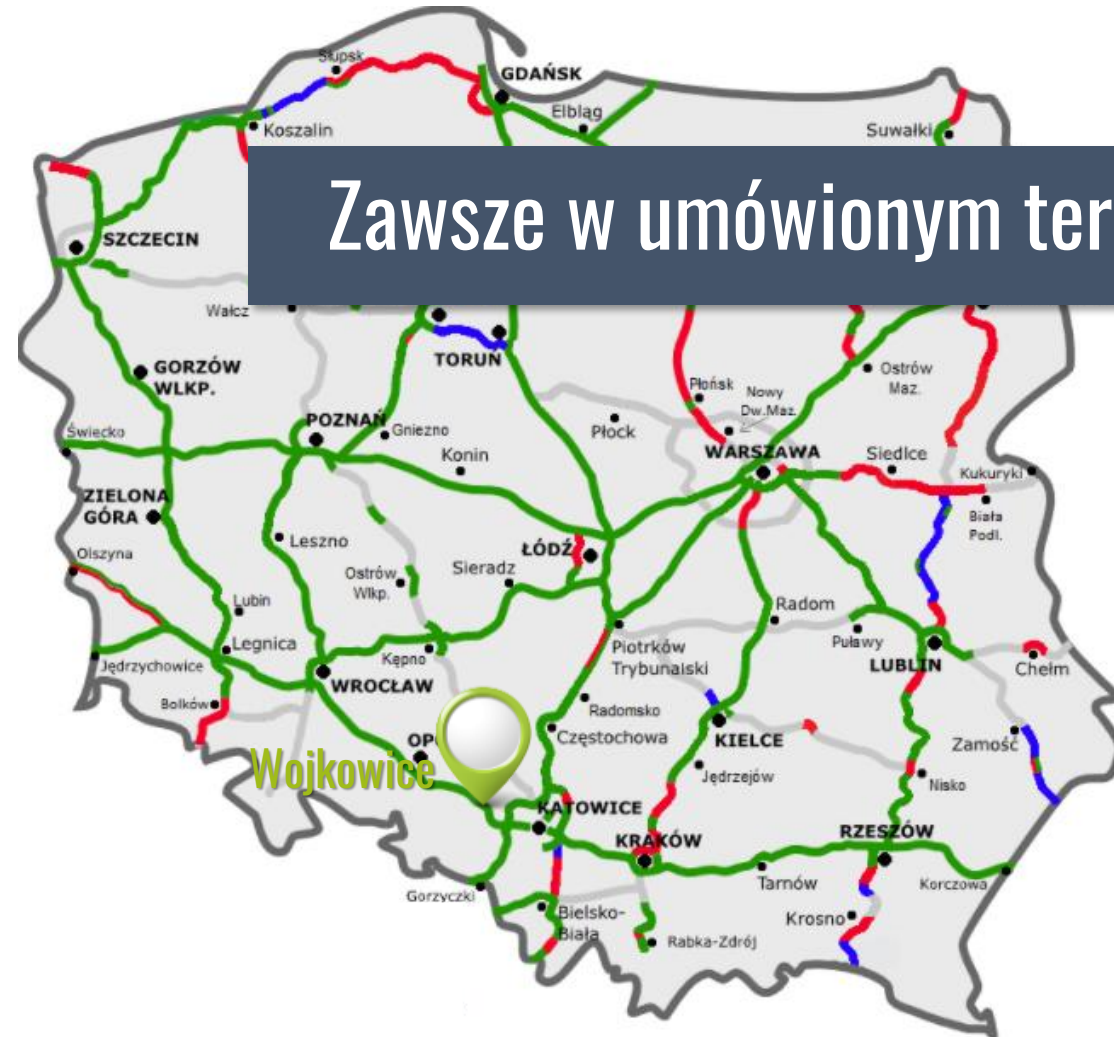 Słupsk
GDAŃSK
Elbląg
Koszalin
Suwałki
Zawsze w umówionym ter
SZCZECIN
Wałcz
TORUŃ
GORZÓW
WLKP.
Ostrów
Maz.
Płońsk
Nowy
Dw.Maz.
POZNAŃ
Gniezno
Płock
Świecko
Konin
WARSZAWA
Siedlce
Kukuryki
ZIELONA
GÓRA
Biała
Podl.
Leszno
ŁÓDŹ
Olszyna
Ostrów
Wlkp.
Sieradz
Lubin
Radom
Legnica
Piotrków
Trybunalski
Puławy
Jędrzychowice
Kępno
LUBLIN
Chełm
WROCŁAW
Bolków
Radomsko
Częstochowa
KIELCE
Zamość
OP
Wojkowice
Jędrzejów
Nisko
KATOWICE
KRAKÓW
RZESZÓW
Gorzyczki
Tarnów
Korczowa
Bielsko-
Biała
Krosno
Rabka-Zdrój